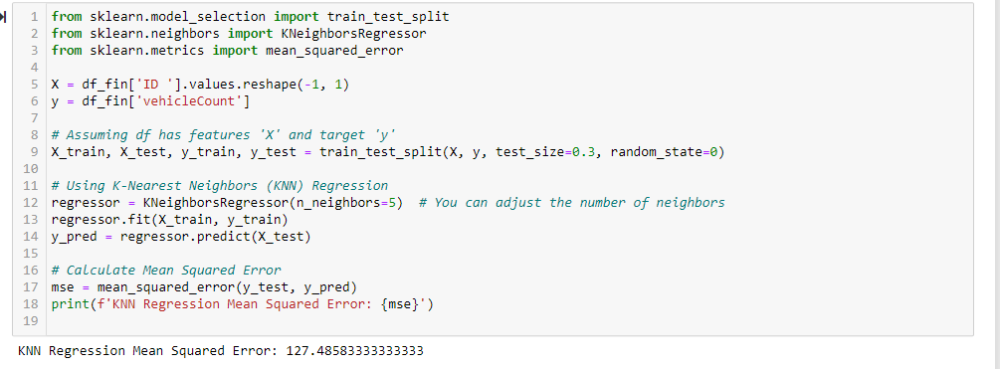 1 from sklearn.model_selection import train_test_split
2 from sklearn.neighbors import KNeighborsRegressor
3 from sklearn.metrics import mean_squared_error
4
5 X = df_fin['ID '].values.reshape(-1, 1)
6 y = df_fin['vehicleCount']
7
8 # Assuming df has features 'X' and target 'y'
9 X_train, X_test, y_train, y_test = train_test_split(X, y, test_size=0.3, random_state=0)
10
11 # Using K-Nearest Neighbors (KNN) Regression
12 regressor = KNeighborsRegressor(n_neighbors=5)  # You can adjust the number of neighbors
13 regressor.fit(X_train, y_train)
14 y_pred = regressor.predict(X_test)
15
16 # Calculate Mean Squared Error
17 mse = mean_squared_error(y_test, y_pred)
18 print(f'KNN Regression Mean Squared Error: {mse}')
19
KNN Regression Mean Squared Error: 127.48583333333333